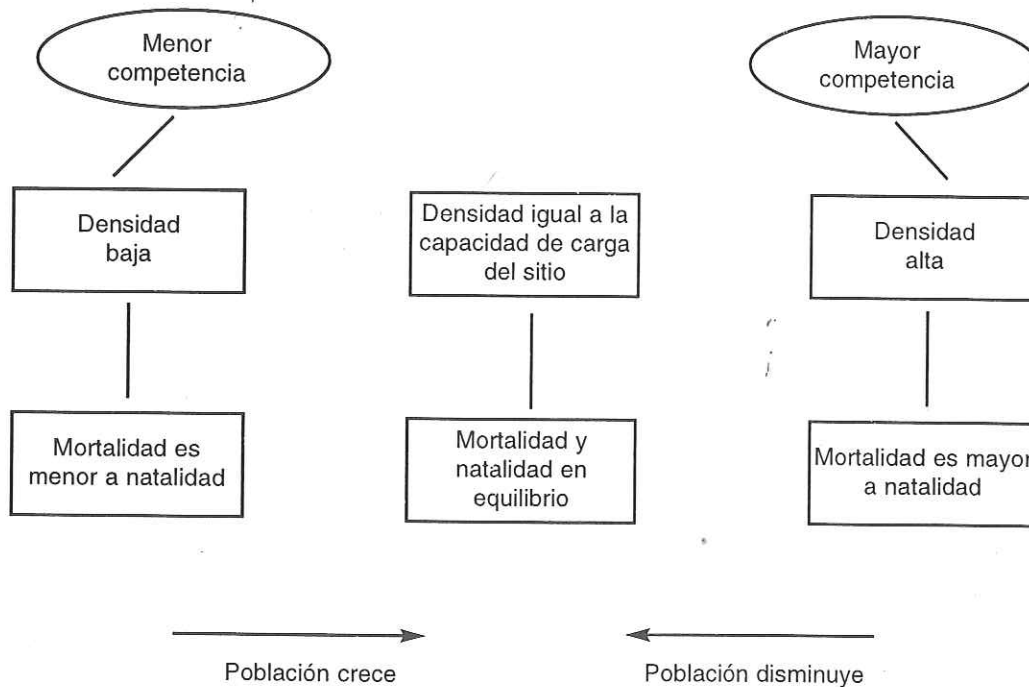 Menor
competencia
Mayor
competencia
Densidad
baja
Densidad igual a la
capacidad de carga
del sitio
Densidad
alta
Mortalidad es
menor a natalidad
Mortalidad y
natalidad en
equilibrio
Mortalidad es mayor
a natalidad
Población crece
Población disminuye